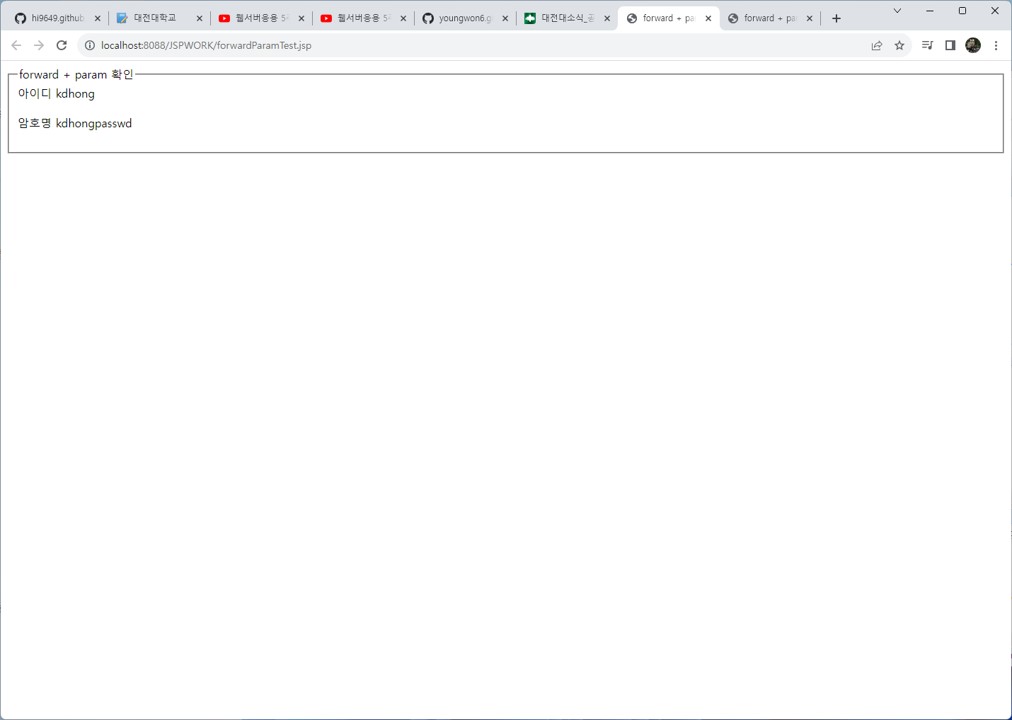 hi9649.github
대전대학교
웹서버응용 5
웹서버응용 5
youngwon6.g
대전대소식_공
forward + pa
forward + pa
localhost:8088/JSPWORK/forwardParamTest.jsp
forward + param 확인
아이디 kdhong
암호명 kdhongpasswd